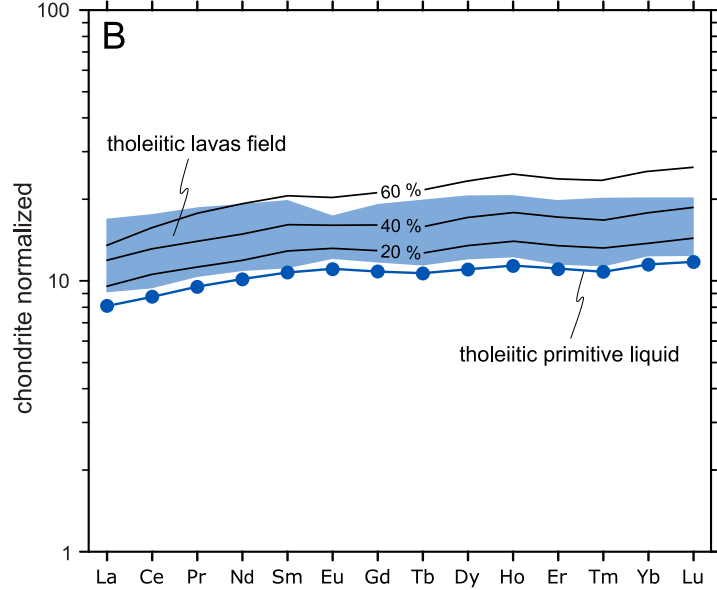 B
100
10
1
chondrite normalized
tholeiitic lavas field
60 %
40 %
20 %
tholeiitic primitive liquid
La Ce Pr Nd Sm Eu Gd Tb Dy Ho Er Tm Yb Lu